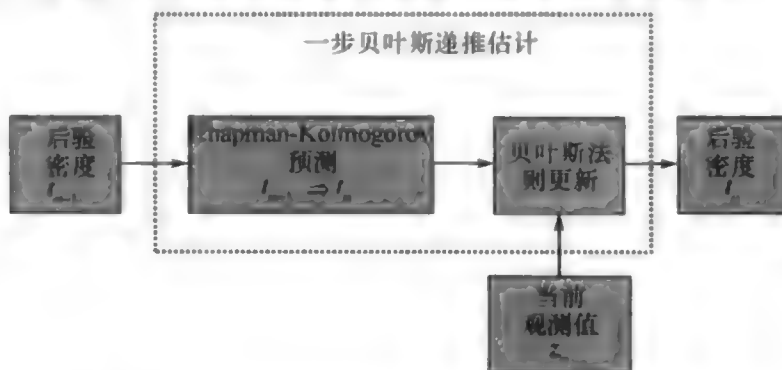 一步贝叶斯递推估计
后验
密度
Chapman-Kolmogorov
预测
贝叶斯法
则更新
后验
密度
当前
观测值